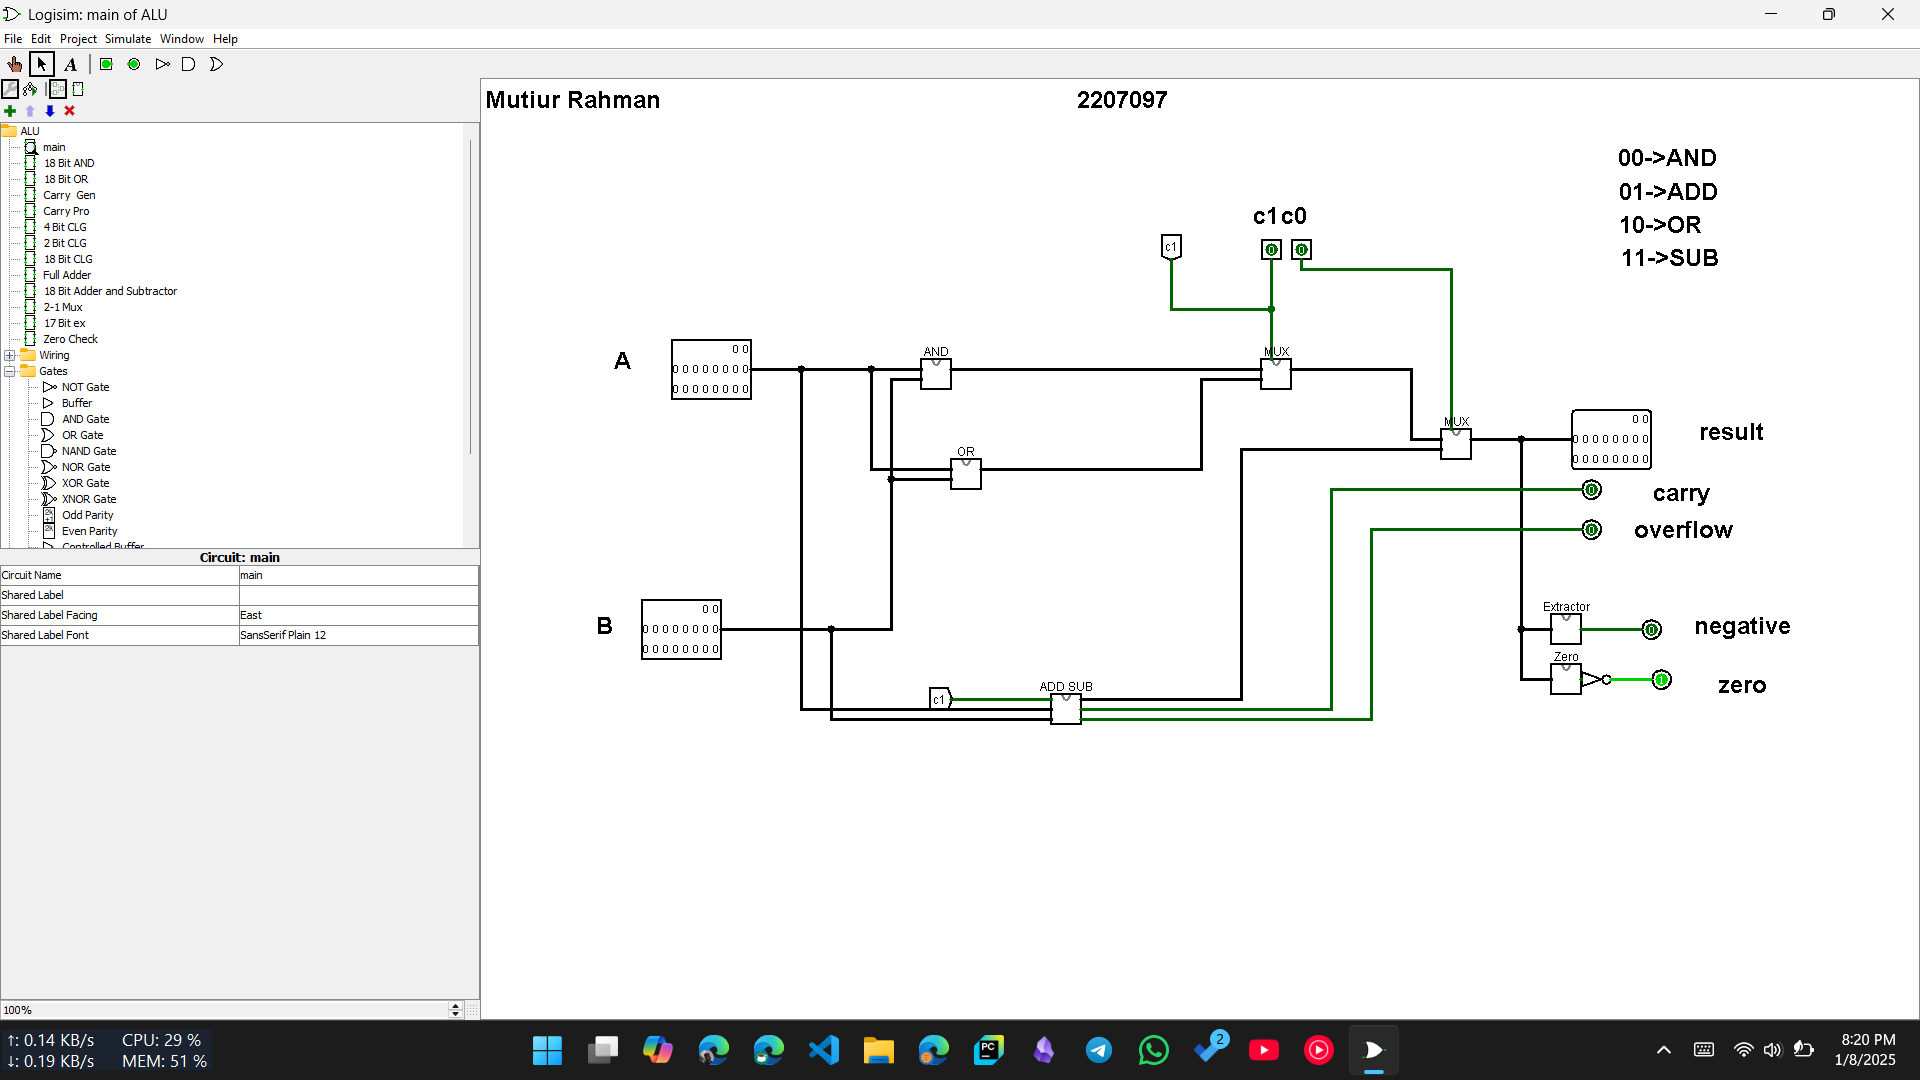 Logisim: main of ALU
File Edit Project Simulate Window Help
A
ALU
main
18 Bit AND
18 Bit OR
Carry Gen
Carry Pro
4 Bit CLG
2 Bit CLG
18 Bit CLG
Full Adder
18 Bit Adder and Subtractor
2-1 Mux
17 Bit ex
Zero Check
Wiring
Gates
NOT Gate
Buffer
AND Gate
OR Gate
NAND Gate
NOR Gate
XOR Gate
XNOR Gate
Odd Parity
Even Parity
Controlled Buffer
Circuit: main
Circuit Name main
Shared Label
Shared Label Facing East
Shared Label Font SansSerif Plain 12
100%
Mutiur Rahman 2207097
00->AND
01->ADD
10->OR
11->SUB
c1 c0
c1 0 0
A
0 0
0 0 0 0 0 0 0 0
0 0 0 0 0 0 0 0
AND
MUX
OR
MUX
0 0
0 0 0 0 0 0 0 0
0 0 0 0 0 0 0 0
result
0 carry
0 overflow
B
0 0
0 0 0 0 0 0 0 0
0 0 0 0 0 0 0 0
Extractor
0 negative
Zero
1 zero
c1
ADD SUB
↑: 0.14 KB/s CPU: 29 %
↓: 0.19 KB/s MEM: 51 %
PC
2
8:20 PM
1/8/2025